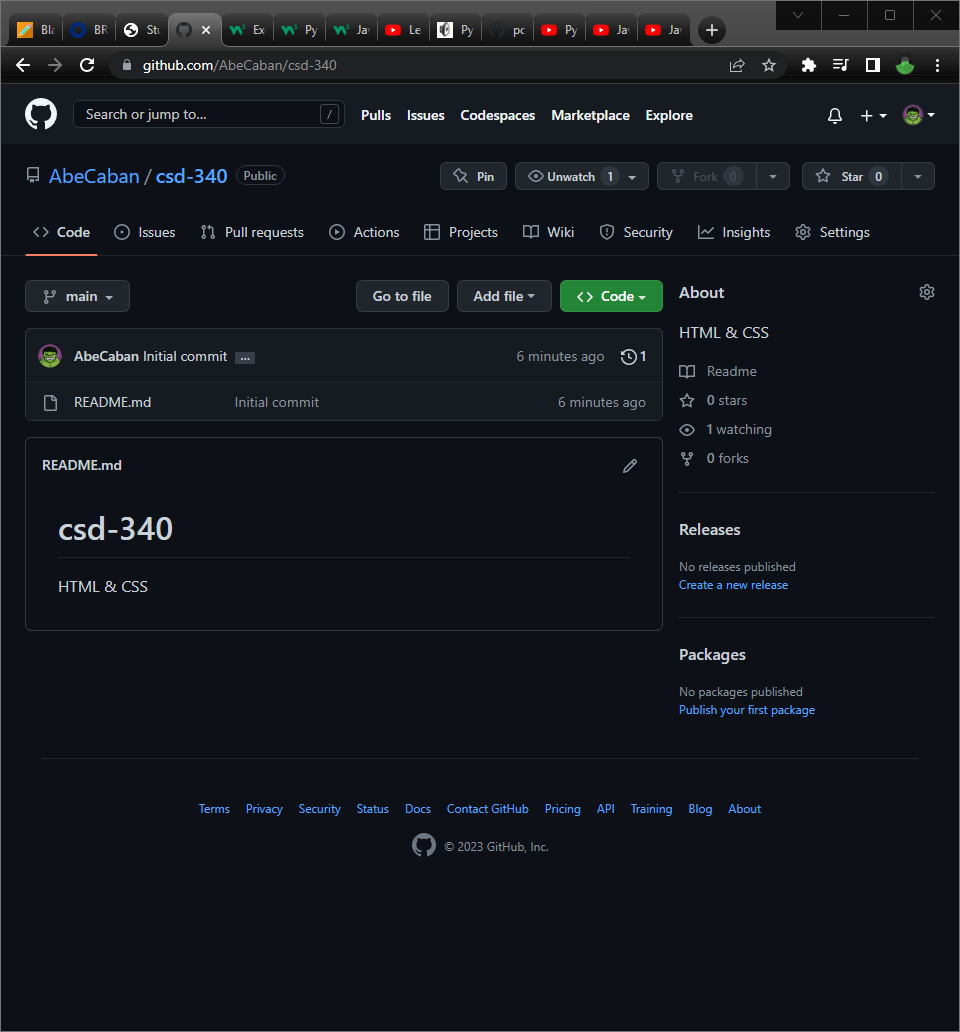 Bla BR Stu Ex Py Jav Le Py pc Py Jav Jav
github.com/AbeCaban/csd-340
Search or jump to... / Pulls Issues Codespaces Marketplace Explore
AbeCaban / csd-340 Public Pin Unwatch 1 Fork 0 Star 0
Code Issues Pull requests Actions Projects Wiki Security Insights Settings
main Go to file Add file Code
AbeCaban Initial commit ... 6 minutes ago 1
README.md Initial commit 6 minutes ago
README.md
csd-340
HTML & CSS
About
HTML & CSS
Readme
0 stars
1 watching
0 forks
Releases
No releases published
Create a new release
Packages
No packages published
Publish your first package
Terms Privacy Security Status Docs Contact GitHub Pricing API Training Blog About
© 2023 GitHub, Inc.